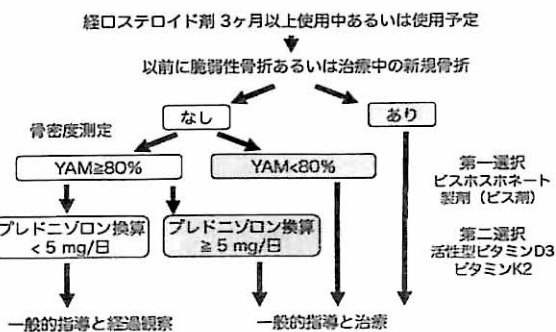 経口ステロイド剤 3ヶ月以上使用中あるいは使用予定
以前に脆弱性骨折あるいは治療中の新規骨折
なし
あり
骨密度測定
YAM≧80%
YAM<80%
プレドニゾロン換算
< 5 mg/日
プレドニゾロン換算
≧ 5 mg/日
第一選択
ビスホスホネート
製剤（ビス剤）
第二選択
活性型ビタミンD3
ビタミンK2
一般的指導と経過観察
一般的指導と治療